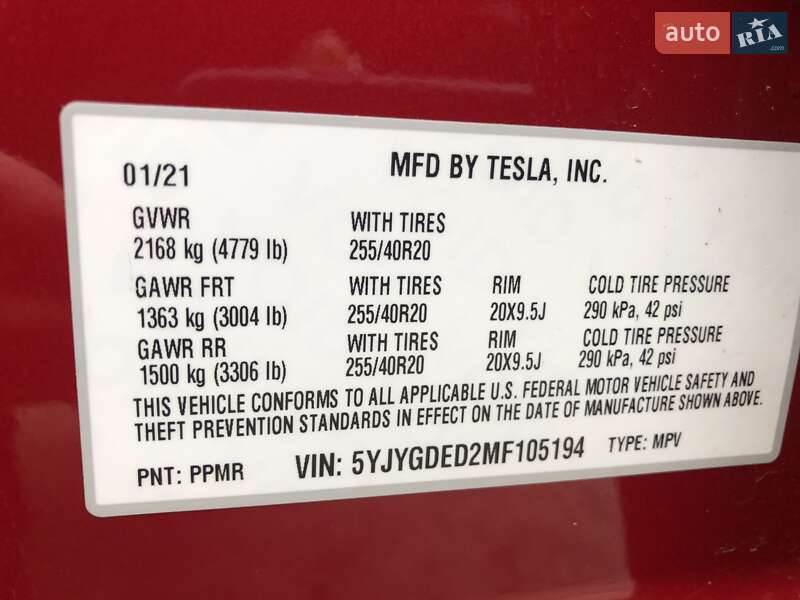 auto RIA .com
01/21 MFD BY TESLA, INC.
GVWR WITH TIRES
2168 kg (4779 lb) 255/40R20
GAWR FRT WITH TIRES RIM COLD TIRE PRESSURE
1363 kg (3004 lb) 255/40R20 20X9.5J 290 kPa, 42 psi
GAWR RR WITH TIRES RIM COLD TIRE PRESSURE
1500 kg (3306 lb) 255/40R20 20X9.5J 290 kPa, 42 psi
THIS VEHICLE CONFORMS TO ALL APPLICABLE U.S. FEDERAL MOTOR VEHICLE SAFETY AND
THEFT PREVENTION STANDARDS IN EFFECT ON THE DATE OF MANUFACTURE SHOWN ABOVE.
PNT: PPMR VIN: 5YJYGDED2MF105194 TYPE: MPV